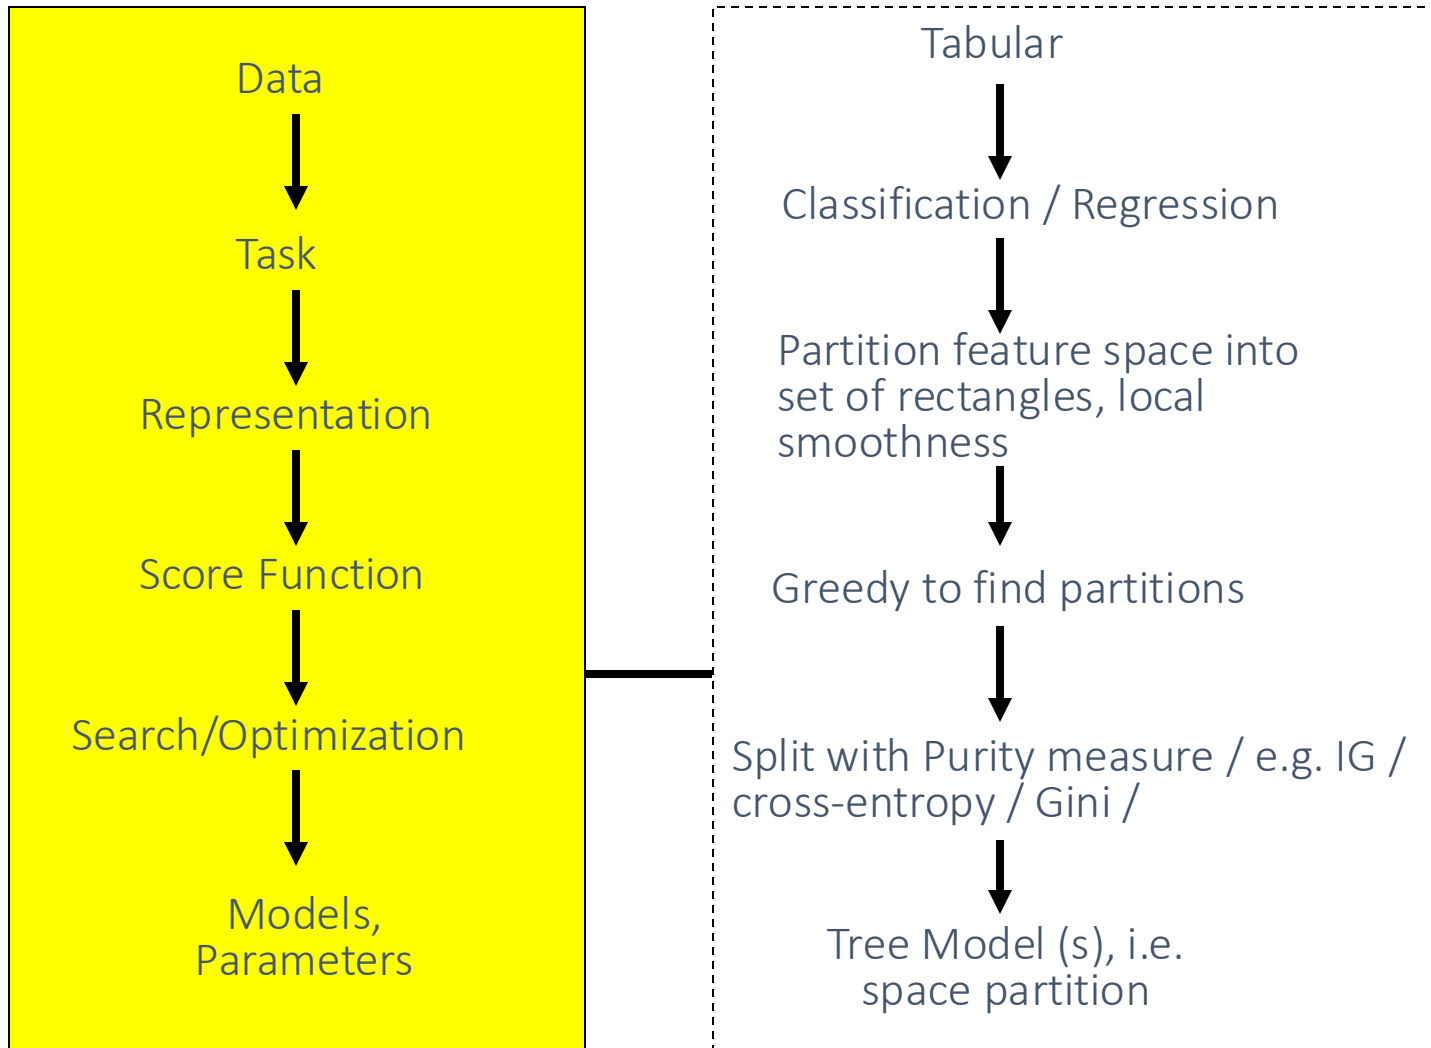 Data
Task
Representation
Score Function
Search/Optimization
Models,
Parameters
Tabular
Classification / Regression
Partition feature space into
set of rectangles, local
smoothness
Greedy to find partitions
Split with Purity measure / e.g. IG /
cross-entropy / Gini /
Tree Model (s), i.e.
space partition